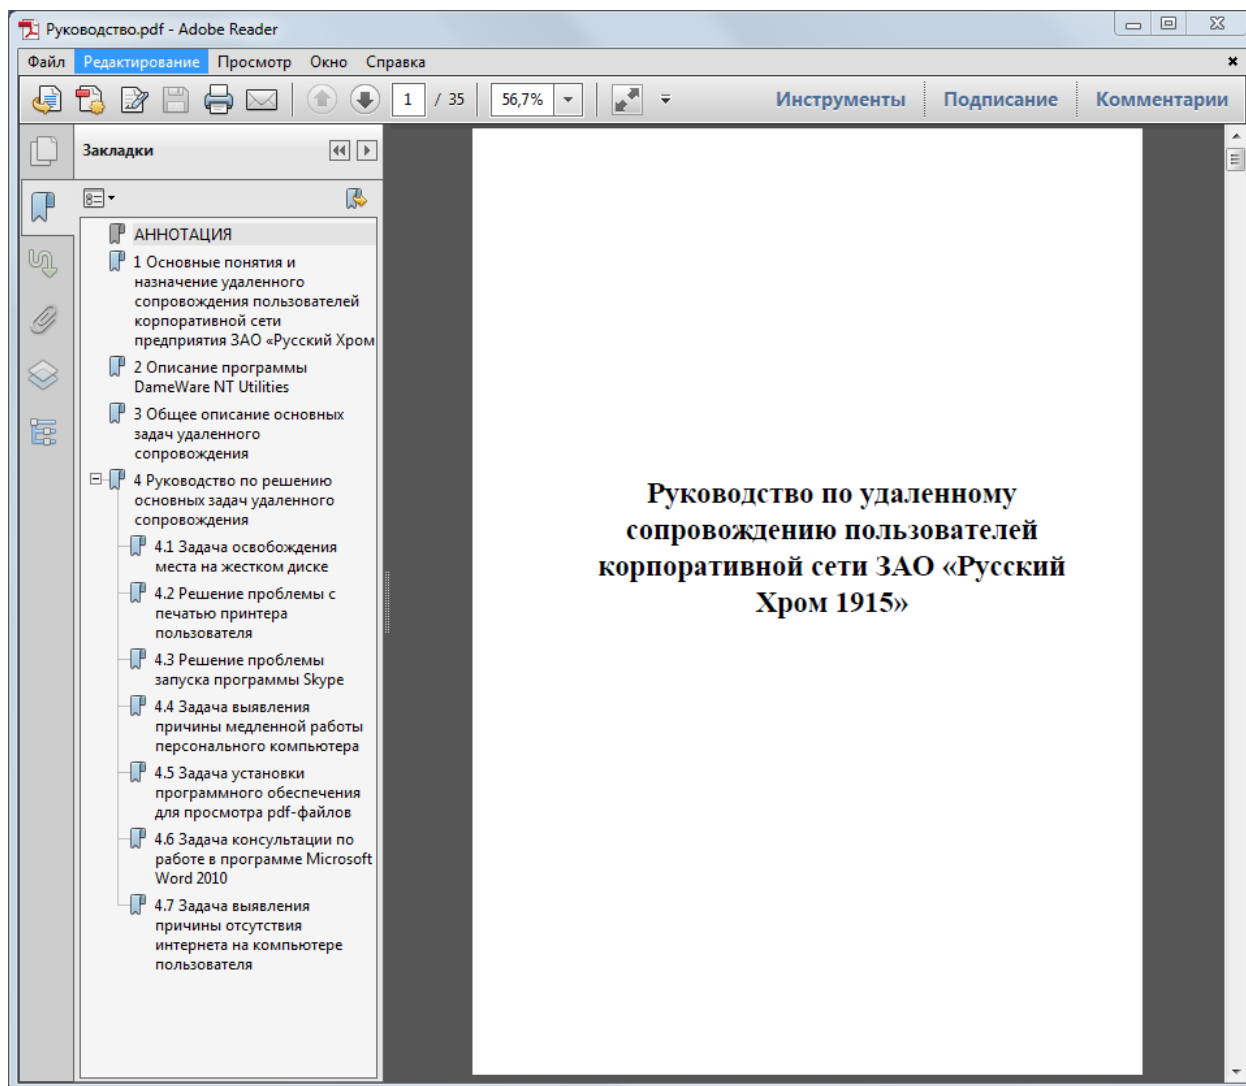 Руководство.pdf - Adobe Reader
Файл Редактирование Просмотр Окно Справка
1 / 35 56,7% Инструменты Подписание Комментарии
Закладки
АННОТАЦИЯ
1 Основные понятия и
назначение удаленного
сопровождения пользователей
корпоративной сети
предприятия ЗАО «Русский Хром
2 Описание программы
DameWare NT Utilities
3 Общее описание основных
задач удаленного
сопровождения
4 Руководство по решению
основных задач удаленного
сопровождения
4.1 Задача освобождения
места на жестком диске
4.2 Решение проблемы с
печатью принтера
пользователя
4.3 Решение проблемы
запуска программы Skype
4.4 Задача выявления
причины медленной работы
персонального компьютера
4.5 Задача установки
программного обеспечения
для просмотра pdf-файлов
4.6 Задача консультации по
работе в программе Microsoft
Word 2010
4.7 Задача выявления
причины отсутствия
интернета на компьютере
пользователя
Руководство по удаленному
сопровождению пользователей
корпоративной сети ЗАО «Русский
Хром 1915»